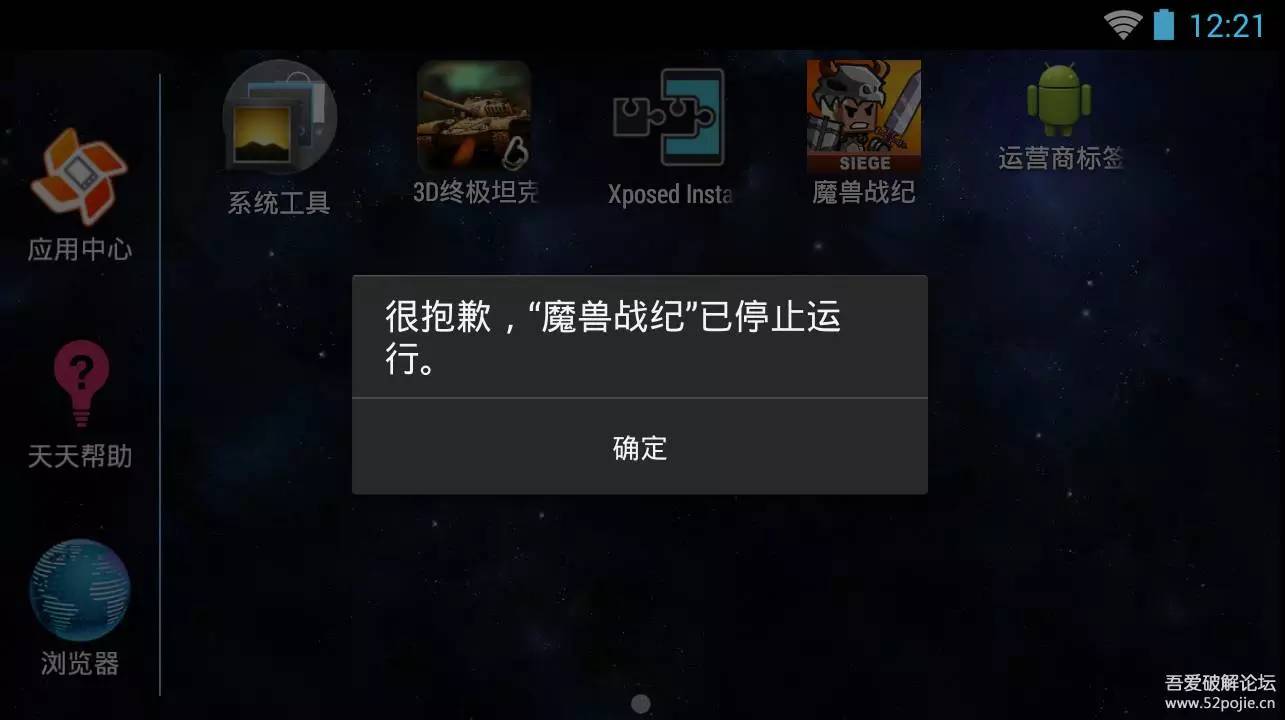 12:21
系统工具
3D终极坦克
Xposed Insta
SIEGE
魔兽战纪
运营商标签
应用中心
很抱歉，“魔兽战纪”已停止运
行。
确定
?
天天帮助
浏览器
吾爱破解论坛
www.52pojie.cn